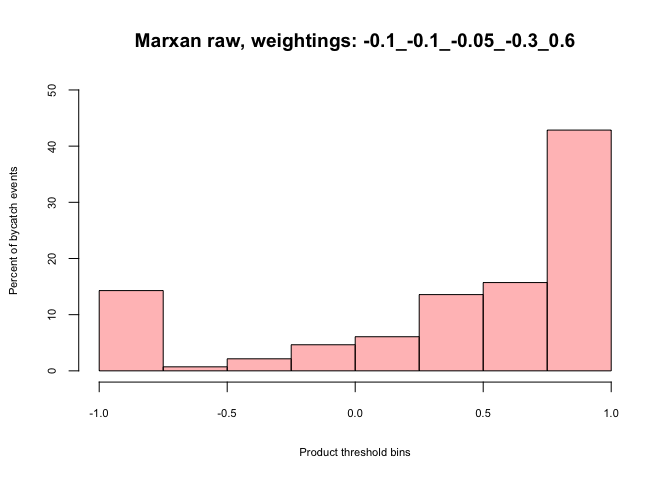 Marxan raw, weightings: -0.1_-0.1_-0.05_-0.3_0.6
50
40
30
20
10
0
Percent of bycatch events
-1.0 -0.5 0.0 0.5 1.0
Product threshold bins